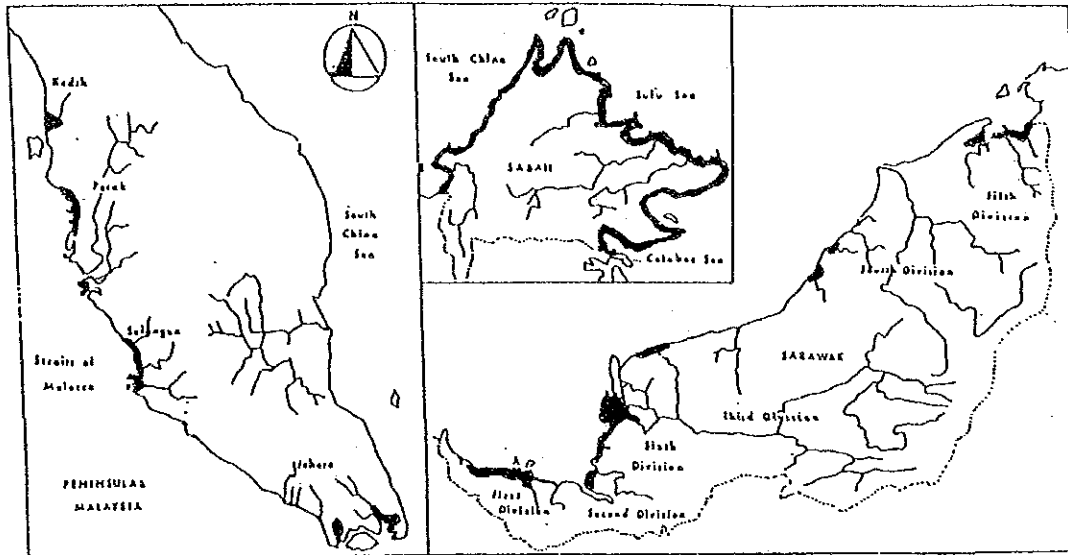 N
Kedah
Perak
South
China
Sea
Selangua
Straits of
Malacca
Johore
PENINSULAR
MALAYSIA
South China
Sea
Sulu Sea
SABAH
Celebes Sea
Fifth
Division
Fourth Division
SARAWAK
Third Division
Sixth
Division
First
Division
Second Division